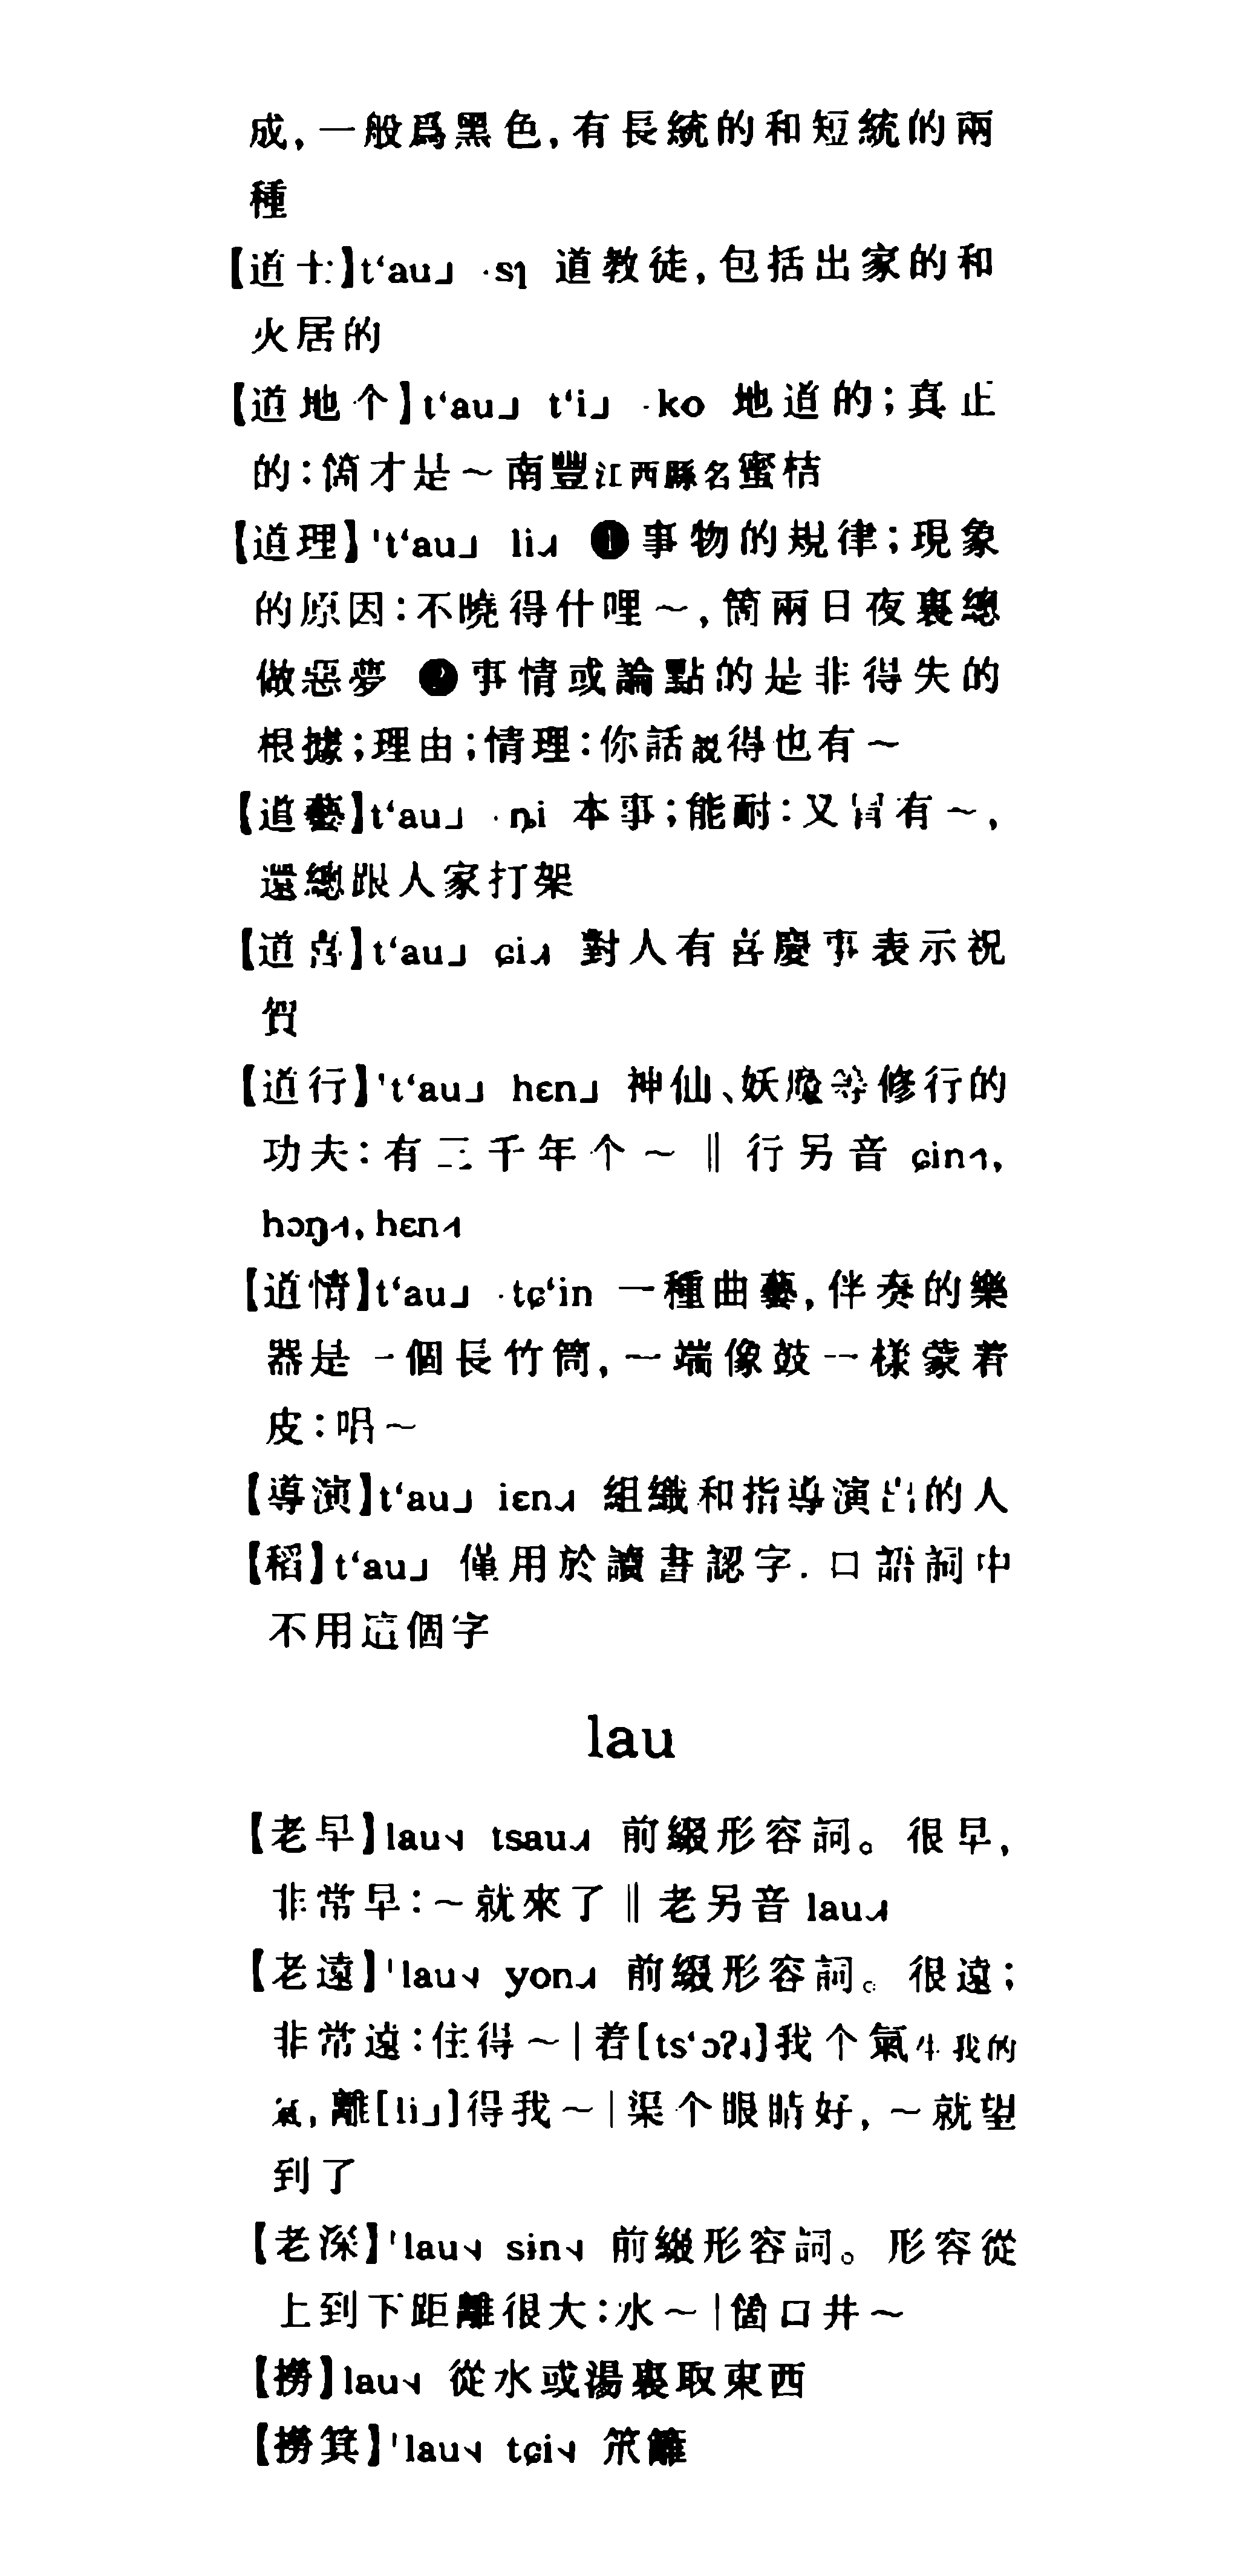 成,一般爲黑色,有長統的和短統的兩
種
【道士】t‘au˩ ·sɿ 道教徒,包括出家的和
火居的
【道地个】t‘au˩ t‘i˩ ·ko 地道的;真正
的:箇才是～南豐江西縣名蜜桔
【道理】ˈt‘au˩ li˩˧ ❶事物的規律;現象
的原因:不曉得什哩～,箇兩日夜裏總
做惡夢 ❷事情或論點的是非得失的
根據;理由;情理:你話説得也有～
【道藝】t‘au˩ ·ȵi 本事;能耐:又冇有～,
還總跟人家打架
【道喜】t‘au˩ ɕi˩˧ 對人有喜慶事表示祝
賀
【道行】ˈt‘au˩ hɛn˩ 神仙、妖魔等修行的
功夫:有三千年个～ ‖ 行另音 ɕin˧˥,
hɔŋ˧˥, hɛn˧˥
【道情】t‘au˩ ·tɕ‘in 一種曲藝,伴奏的樂
器是一個長竹筒,一端像鼓一樣蒙着
皮:唱～
【導演】t‘au˩ iɛn˩˧ 組織和指導演出的人
【稻】t‘au˩ 僅用於讀書認字.口語詞中
不用這個字
lau
【老早】lau˦˨ tsau˩˧ 前綴形容詞。很早,
非常早:～就來了 ‖ 老另音 lau˩˧
【老遠】ˈlau˦˨ yon˩˧ 前綴形容詞。很遠;
非常遠:住得～|着[ts‘ɔʔ˩]我个氣生我的
氣,離[li˩]得我～|渠个眼睛好,～就望
到了
【老深】ˈlau˦˨ sin˦˨ 前綴形容詞。形容從
上到下距離很大:水～|箇口井～
【撈】lau˦˨ 從水或湯裏取東西
【撈箕】ˈlau˦˨ tɕi˦˨ 笊籬